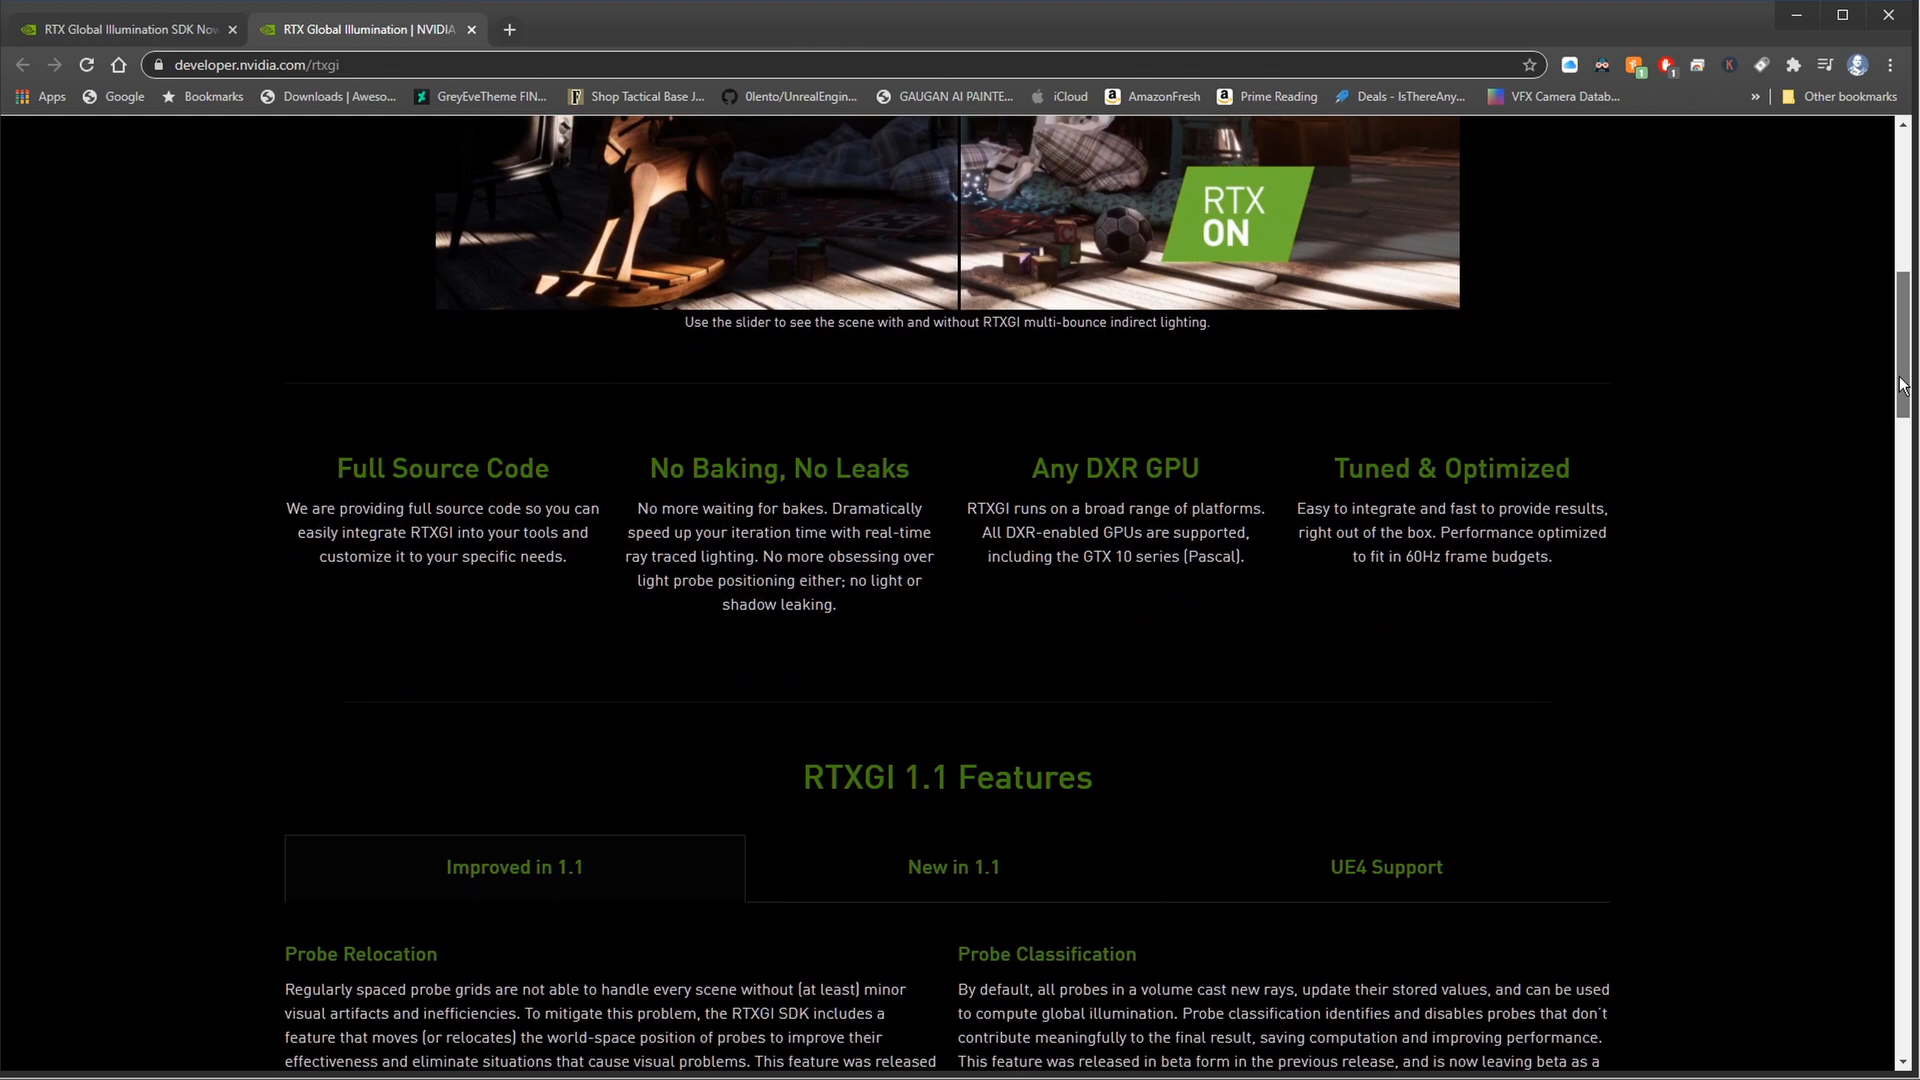 RTX Global Illumination SDK Nov
RTX Global Illumination | NVIDIA
developer.nvidia.com/rtxgi
1
1
K
Apps
Google
Bookmarks
Downloads | Aweso...
GreyEveTheme FIN...
Shop Tactical Base J...
0lento/UnrealEngin...
GAUGAN AI PAINTE...
iCloud
AmazonFresh
Prime Reading
Deals - IsThereAny...
VFX Camera Datab...
»
Other bookmarks
RTX
ON
Use the slider to see the scene with and without RTXGI multi-bounce indirect lighting.
Full Source Code
We are providing full source code so you can
easily integrate RTXGI into your tools and
customize it to your specific needs.
No Baking, No Leaks
No more waiting for bakes. Dramatically
speed up your iteration time with real-time
ray traced lighting. No more obsessing over
light probe positioning either; no light or
shadow leaking.
Any DXR GPU
RTXGI runs on a broad range of platforms.
All DXR-enabled GPUs are supported,
including the GTX 10 series (Pascal).
Tuned & Optimized
Easy to integrate and fast to provide results,
right out of the box. Performance optimized
to fit in 60Hz frame budgets.
RTXGI 1.1 Features
Improved in 1.1
New in 1.1
UE4 Support
Probe Relocation
Regularly spaced probe grids are not able to handle every scene without (at least) minor
visual artifacts and inefficiencies. To mitigate this problem, the RTXGI SDK includes a
feature that moves (or relocates) the world-space position of probes to improve their
effectiveness and eliminate situations that cause visual problems. This feature was released
Probe Classification
By default, all probes in a volume cast new rays, update their stored values, and can be used
to compute global illumination. Probe classification identifies and disables probes that don't
contribute meaningfully to the final result, saving computation and improving performance.
This feature was released in beta form in the previous release, and is now leaving beta as a